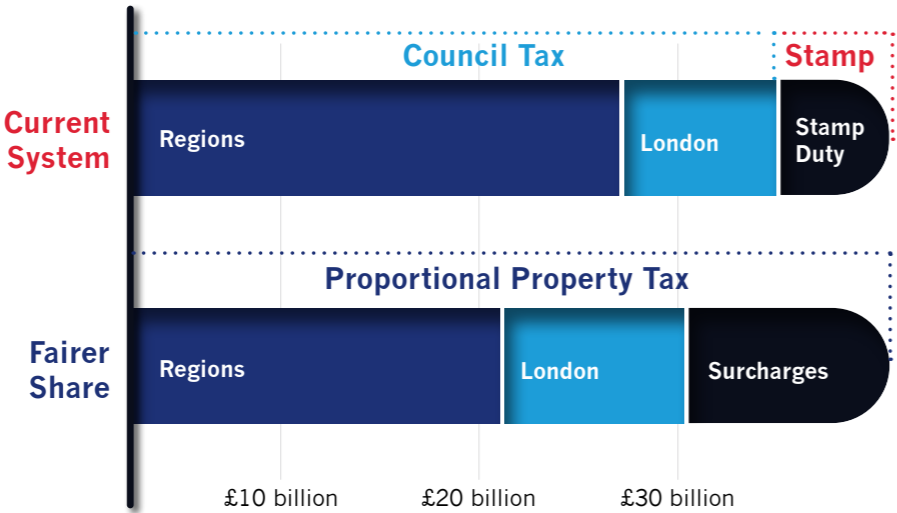 Council Tax
Stamp
Current
System
Regions
London
Stamp
Duty
Proportional Property Tax
Fairer
Share
Regions
London
Surcharges
£10 billion
£20 billion
£30 billion